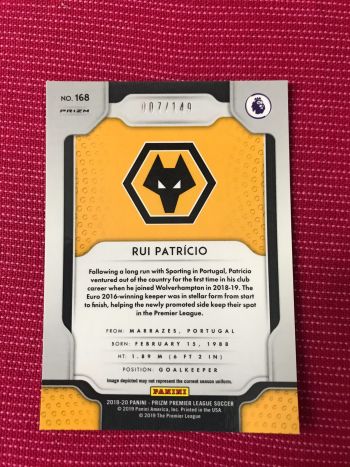 NO. 168
PRIZM
007/149
RUI PATRÍCIO
Following a long run with Sporting in Portugal, Patrício
ventured out of the country for the first time in his club
career when he joined Wolverhampton in 2018-19. The
Euro 2016-winning keeper was in stellar form from start
to finish, helping the newly promoted side keep their spot
in the Premier League.
FROM: MARRAZES, PORTUGAL
BORN: FEBRUARY 15, 1988
HT: 1.89 M (6 FT 2 IN)
POSITION: GOALKEEPER
Image depicted may not represent the current season uniform.
PANINI
2018-20 PANINI - PRIZM PREMIER LEAGUE SOCCER
© 2019 Panini America, Inc. Printed in the USA
© 2019 The Premier League